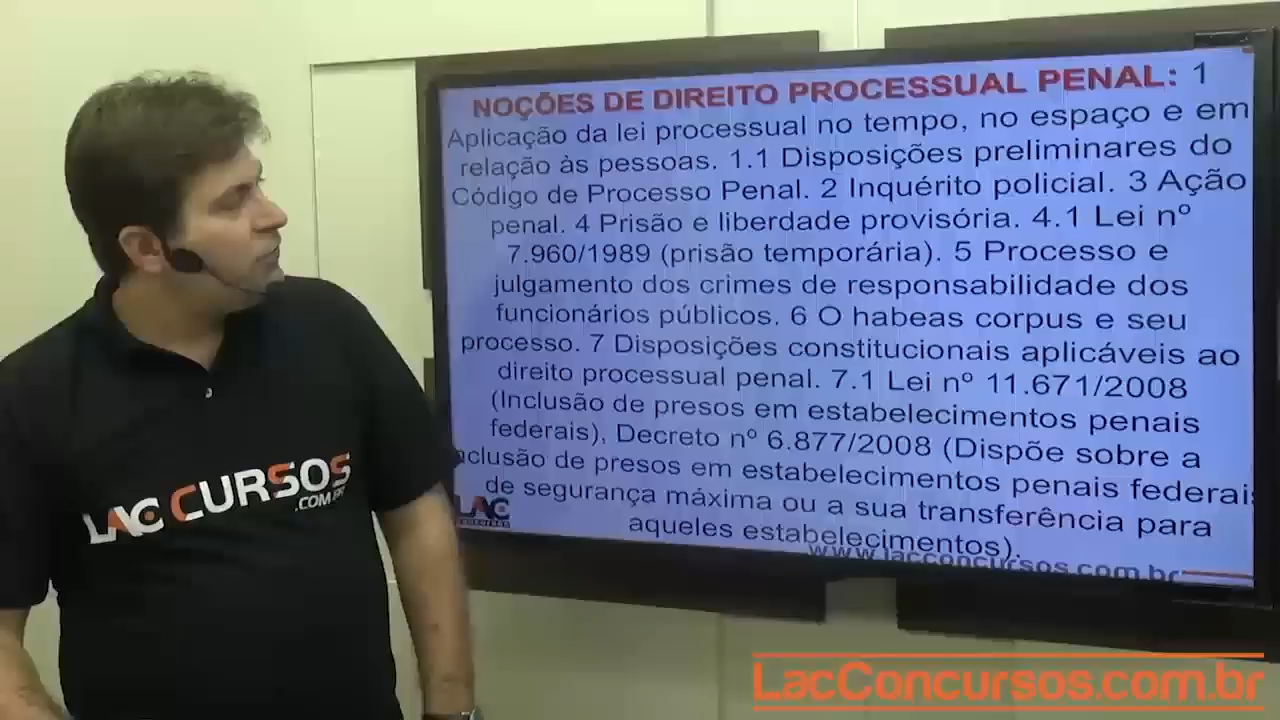 NOÇÕES DE DIREITO PROCESSUAL PENAL: 1
Aplicação da lei processual no tempo, no espaço e em
relação às pessoas. 1.1 Disposições preliminares do
Código de Processo Penal. 2 Inquérito policial. 3 Ação
penal. 4 Prisão e liberdade provisória. 4.1 Lei nº
7.960/1989 (prisão temporária). 5 Processo e
julgamento dos crimes de responsabilidade dos
funcionários públicos. 6 O habeas corpus e seu
processo. 7 Disposições constitucionais aplicáveis ao
direito processual penal. 7.1 Lei nº 11.671/2008
(Inclusão de presos em estabelecimentos penais
federais), Decreto nº 6.877/2008 (Dispõe sobre a
nclusão de presos em estabelecimentos penais federais
de segurança máxima ou a sua transferência para
aqueles estabelecimentos).
LAC
CONCURSOS
www.lacconcursos.com.br
LAC CURSOS
.COM.BR
LacConcursos.com.br